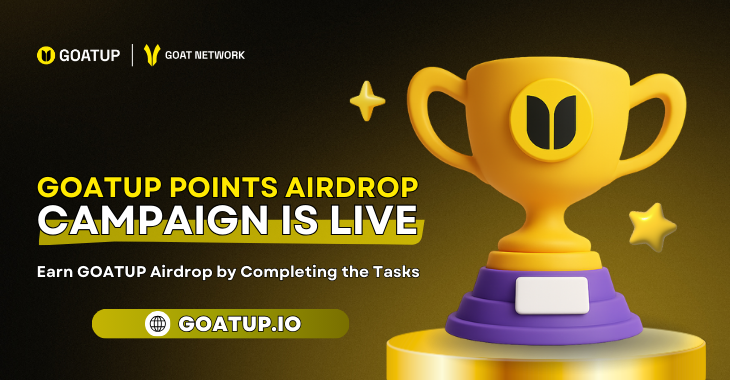 GOATUP
GOAT NETWORK
GOATUP POINTS AIRDROP
CAMPAIGN IS LIVE
Earn GOATUP Airdrop by Completing the Tasks
GOATUP.IO